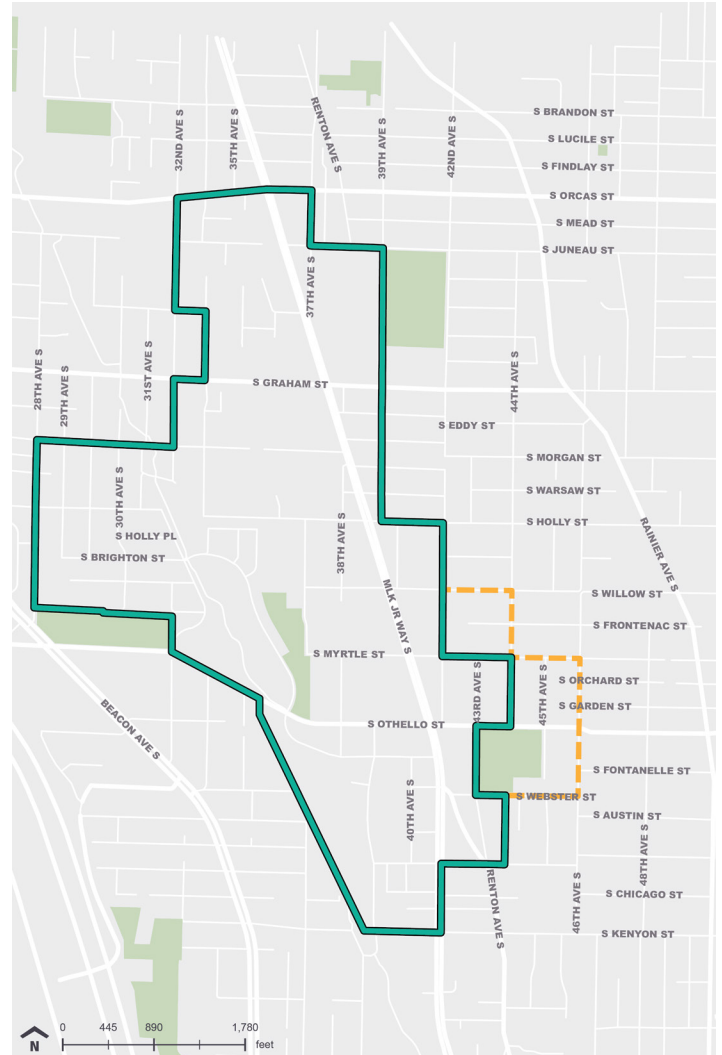 S BRANDON ST
32ND AVE S
35TH AVE S
RENTON AVE S
39TH AVE S
42ND AVE S
S LUCILE ST
S FINDLAY ST
S ORCAS ST
S MEAD ST
S JUNEAU ST
37TH AVE S
28TH AVE S
29TH AVE S
31ST AVE S
S GRAHAM ST
44TH AVE S
S EDDY ST
S MORGAN ST
30TH AVE S
S WARSAW ST
S HOLLY ST
S HOLLY PL
38TH AVE S
S BRIGHTON ST
RAINIER AVE S
S WILLOW ST
MLK JR WAY S
S FRONTENAC ST
S MYRTLE ST
43RD AVE S
45TH AVE S
S ORCHARD ST
S GARDEN ST
S OTHELLO ST
BEACON AVE S
S FONTANELLE ST
S WEBSTER ST
40TH AVE S
S AUSTIN ST
48TH AVE S
S CHICAGO ST
46TH AVE S
RENTON AVE S
S KENYON ST
N
0 445 890 1,780
feet